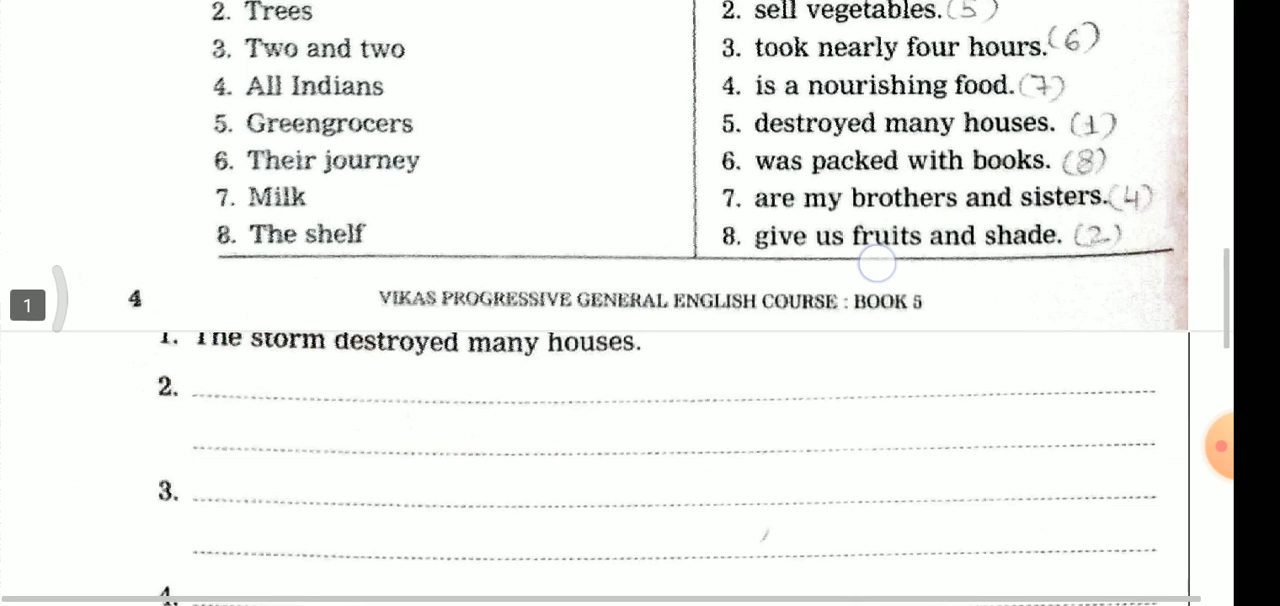 2. Trees
3. Two and two
4. All Indians
5. Greengrocers
6. Their journey
7. Milk
8. The shelf
2. sell vegetables. (5)
3. took nearly four hours. (6)
4. is a nourishing food. (7)
5. destroyed many houses. (1)
6. was packed with books. (8)
7. are my brothers and sisters. (4)
8. give us fruits and shade. (2)
1
4 VIKAS PROGRESSIVE GENERAL ENGLISH COURSE : BOOK 5
1. The storm destroyed many houses.
2.
3.
4.